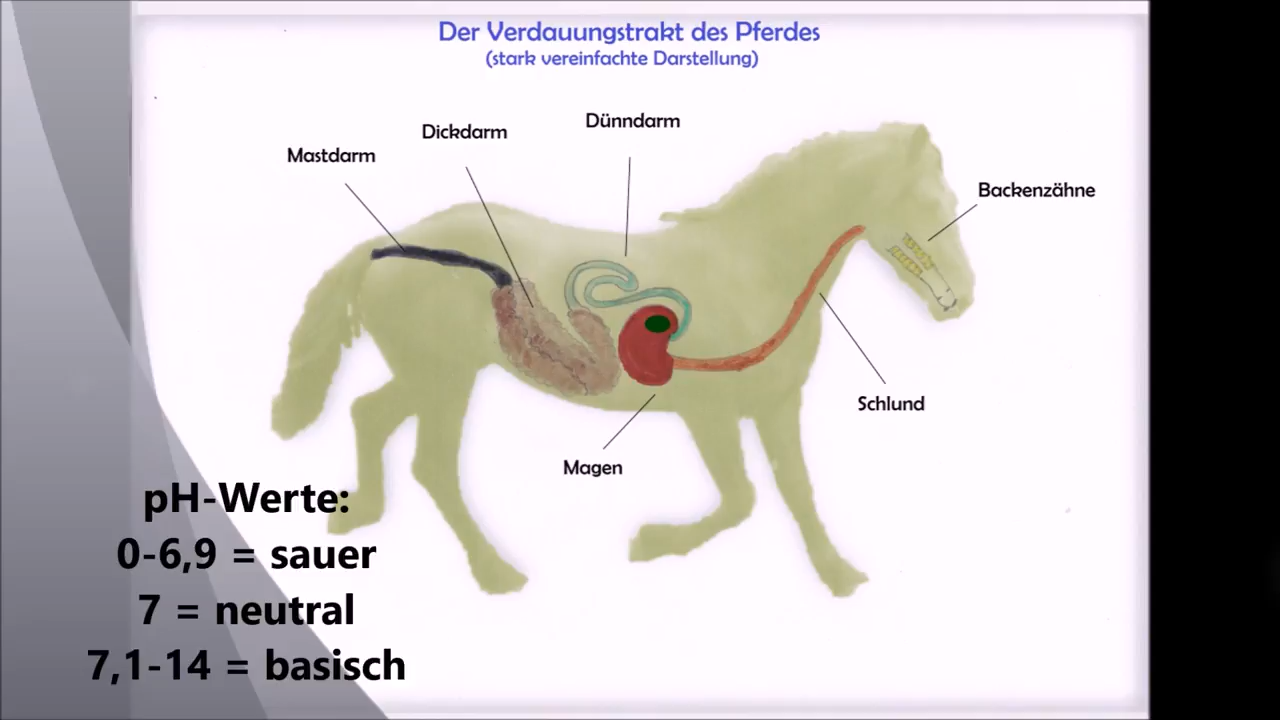 Der Verdauungstrakt des Pferdes
(stark vereinfachte Darstellung)
Dünndarm
Dickdarm
Mastdarm
Backenzähne
Schlund
Magen
pH-Werte:
0-6,9 = sauer
7 = neutral
7,1-14 = basisch